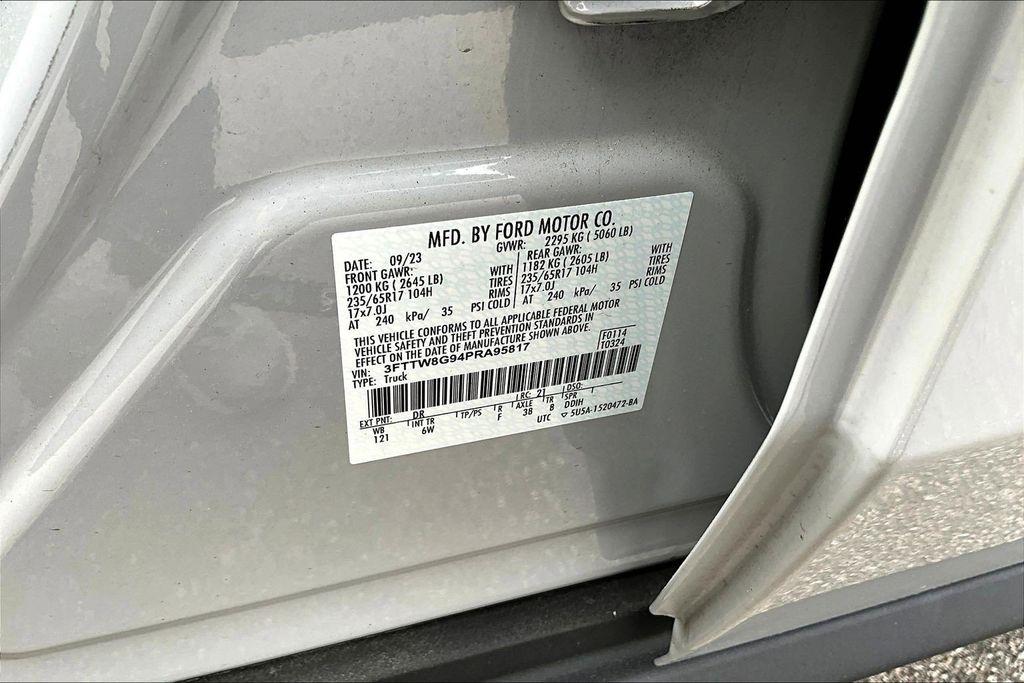 MFD. BY FORD MOTOR CO.
DATE: 09/23 GVWR: 2295 KG ( 5060 LB)
FRONT GAWR: WITH REAR GAWR: WITH
1200 KG ( 2645 LB) TIRES 1182 KG ( 2605 LB) TIRES
235/65R17 104H RIMS 235/65R17 104H RIMS
17x7.0J 17x7.0J
AT 240 kPa/ 35 PSI COLD AT 240 kPa/ 35 PSI COLD
THIS VEHICLE CONFORMS TO ALL APPLICABLE FEDERAL MOTOR
VEHICLE SAFETY AND THEFT PREVENTION STANDARDS IN
EFFECT ON THE DATE OF MANUFACTURE SHOWN ABOVE.
VIN: 3FTTW8G94PRA95817 F0114
TYPE: Truck T0324
EXT PNT: DR RC: 21 DSO:
WB INT TR TP/PS R AXLE TR SPR
121 6W F 38 8 DDIH
UTC ▽ 5U5A-1520472-BA